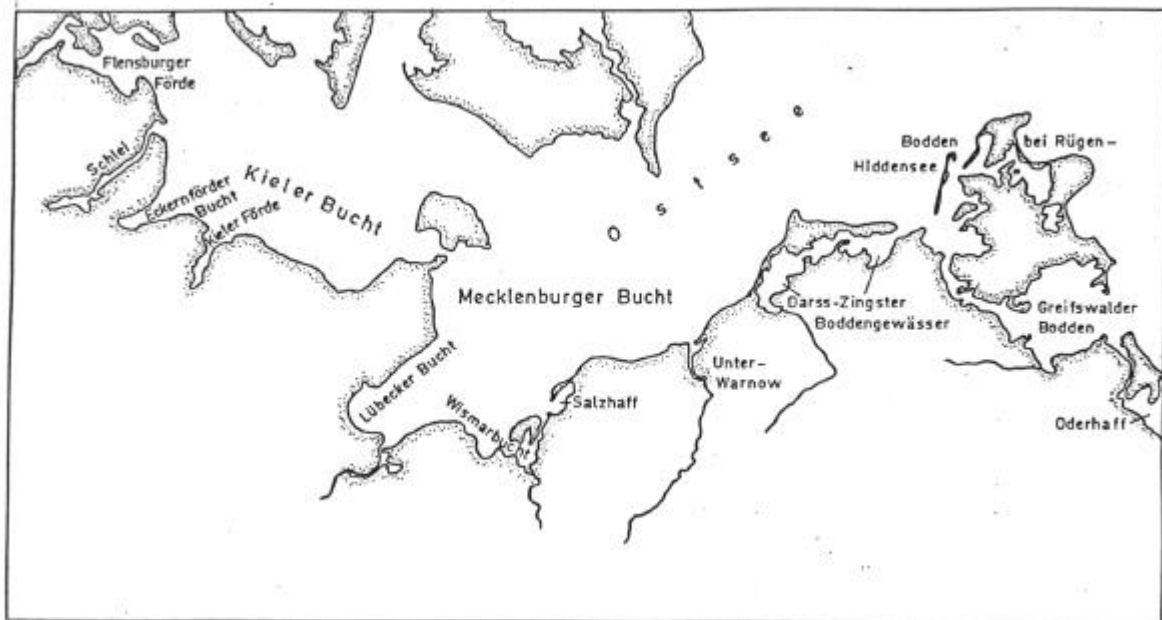 Flensburger
Förde
Schlei
Eckernförder
Bucht
Kieler Förde
Kieler Bucht
Ostsee
Bodden bei Rügen-
Hiddensee
Mecklenburger Bucht
Darss-Zingster
Boddengewässer
Greifswalder
Bodden
Lübecker Bucht
Wismarbucht
Salzhaff
Unter-
Warnow
Oderhaff